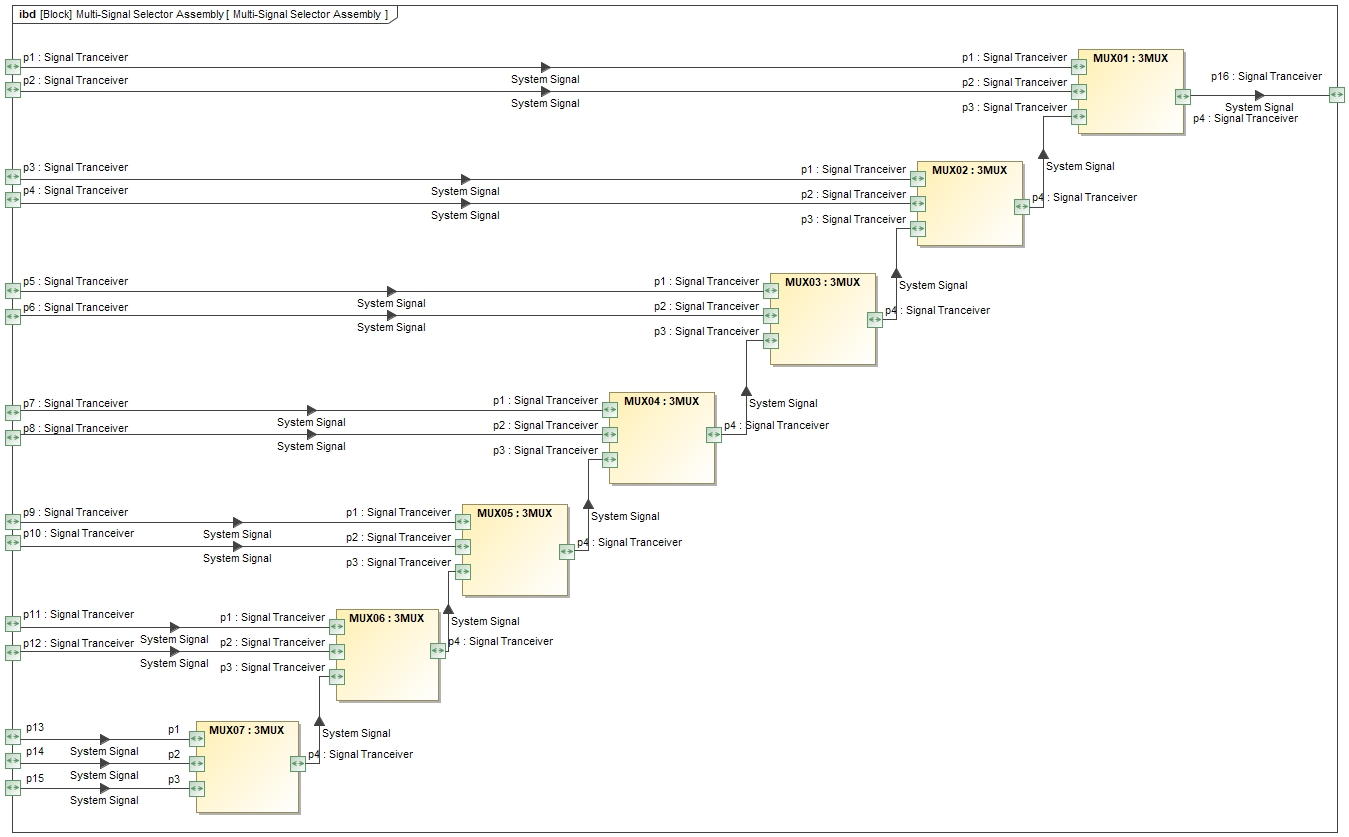 ibd [Block] Multi-Signal Selector Assembly [ Multi-Signal Selector Assembly ]
p1 : Signal Tranceiver
System Signal
p1 : Signal Tranceiver
MUX01 : 3MUX
p2 : Signal Tranceiver
System Signal
p2 : Signal Tranceiver
p3 : Signal Tranceiver
p16 : Signal Tranceiver
System Signal
p4 : Signal Tranceiver
System Signal
p3 : Signal Tranceiver
System Signal
p1 : Signal Tranceiver
MUX02 : 3MUX
p4 : Signal Tranceiver
System Signal
p2 : Signal Tranceiver
p3 : Signal Tranceiver
p4 : Signal Tranceiver
System Signal
p5 : Signal Tranceiver
System Signal
p1 : Signal Tranceiver
MUX03 : 3MUX
p6 : Signal Tranceiver
System Signal
p2 : Signal Tranceiver
p3 : Signal Tranceiver
p4 : Signal Tranceiver
System Signal
p7 : Signal Tranceiver
System Signal
p1 : Signal Tranceiver
MUX04 : 3MUX
p8 : Signal Tranceiver
System Signal
p2 : Signal Tranceiver
p3 : Signal Tranceiver
p4 : Signal Tranceiver
System Signal
p9 : Signal Tranceiver
System Signal
p1 : Signal Tranceiver
MUX05 : 3MUX
p10 : Signal Tranceiver
System Signal
p2 : Signal Tranceiver
p3 : Signal Tranceiver
p4 : Signal Tranceiver
System Signal
p11 : Signal Tranceiver
System Signal
p1 : Signal Tranceiver
MUX06 : 3MUX
p12 : Signal Tranceiver
System Signal
p2 : Signal Tranceiver
p3 : Signal Tranceiver
p4 : Signal Tranceiver
System Signal
p13
System Signal
p1
MUX07 : 3MUX
p14
System Signal
p2
p15
System Signal
p3
p4 : Signal Tranceiver